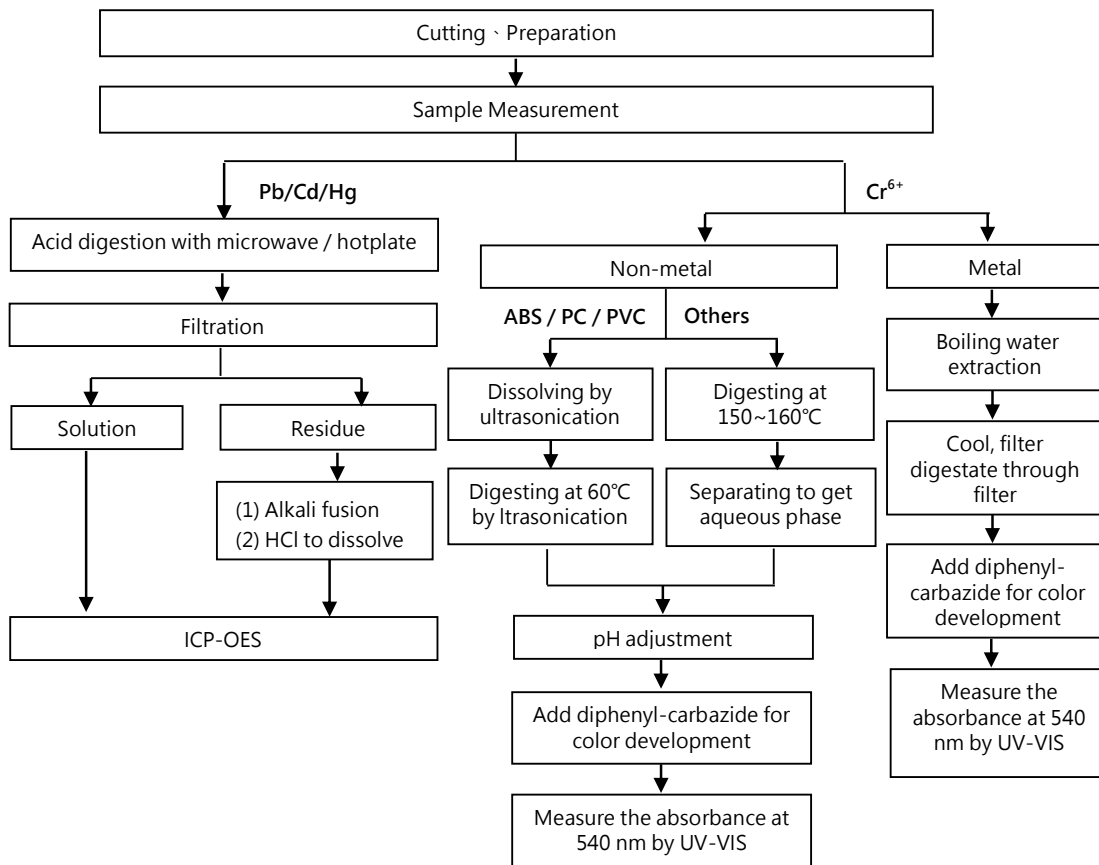 Cutting、Preparation
Sample Measurement
Pb/Cd/Hg
Cr⁶⁺
Acid digestion with microwave / hotplate
Filtration
Solution
Residue
(1) Alkali fusion
(2) HCl to dissolve
ICP-OES
Non-metal
ABS / PC / PVC
Others
Dissolving by
ultrasonication
Digesting at 60℃
by ltrasonication
Digesting at
150~160℃
Separating to get
aqueous phase
pH adjustment
Add diphenyl-carbazide for
color development
Measure the absorbance at
540 nm by UV-VIS
Metal
Boiling water
extraction
Cool, filter
digestate through
filter
Add diphenyl-
carbazide for color
development
Measure the
absorbance at 540
nm by UV-VIS